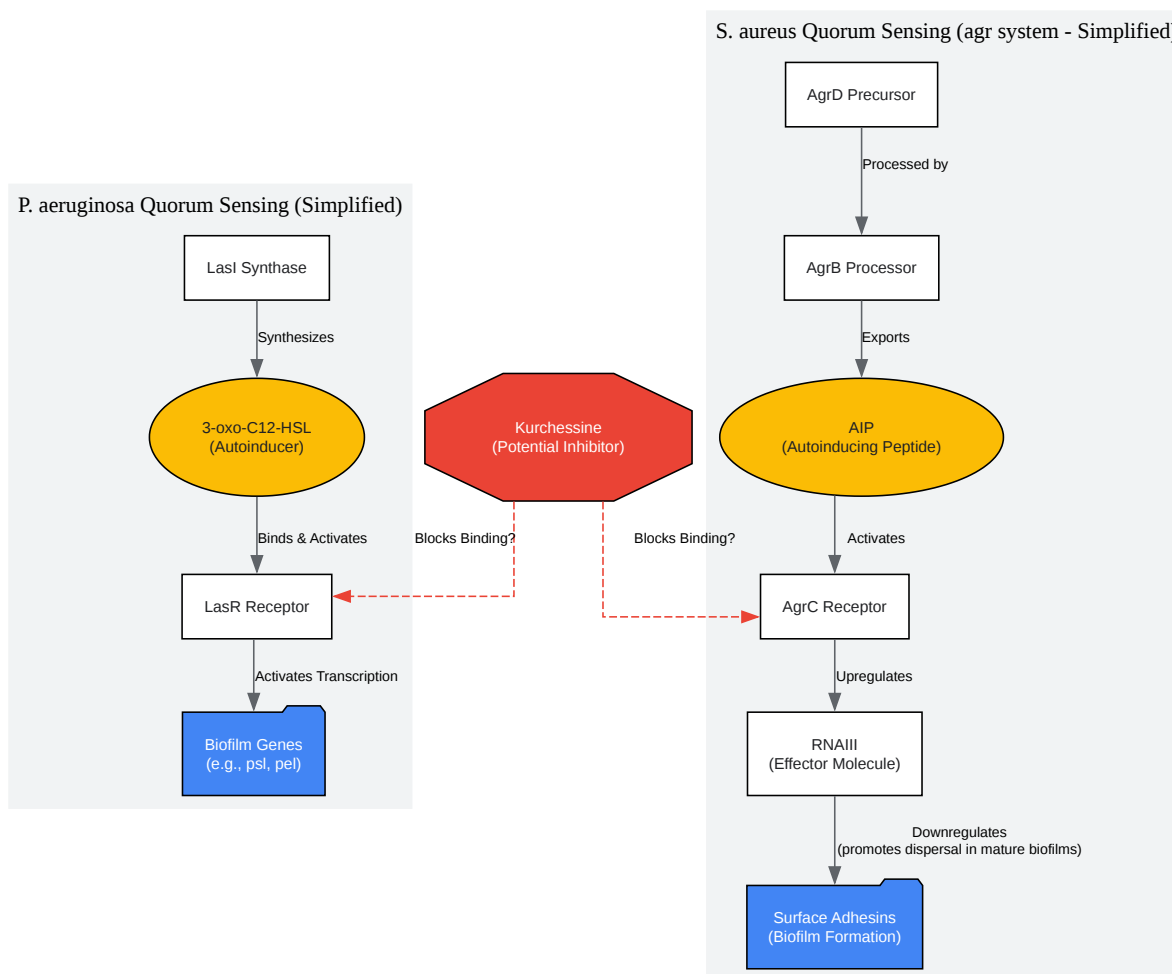 S. aureus Quorum Sensing (agr system - Simplified)
AgrD Precursor
Processed by
AgrB Processor
Exports
AIP
(Autoinducing Peptide)
Activates
AgrC Receptor
Upregulates
RNAIII
(Effector Molecule)
Downregulates
(promotes dispersal in mature biofilms)
Surface Adhesins
(Biofilm Formation)
P. aeruginosa Quorum Sensing (Simplified)
LasI Synthase
Synthesizes
3-oxo-C12-HSL
(Autoinducer)
Binds & Activates
LasR Receptor
Activates Transcription
Biofilm Genes
(e.g., psl, pel)
Kurchessine
(Potential Inhibitor)
Blocks Binding?
Blocks Binding?